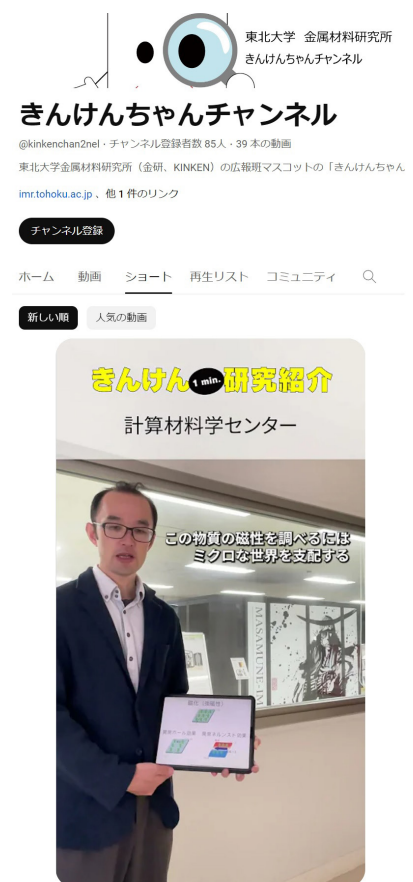 東北大学 金属材料研究所
きんけんちゃんチャンネル
きんけんちゃんチャンネル
@kinkenchan2nel・チャンネル登録者数 85人・39 本の動画
東北大学金属材料研究所（金研、KINKEN）の広報班マスコットの「きんけんちゃん
imr.tohoku.ac.jp 、他 1 件のリンク
チャンネル登録
ホーム 動画 ショート 再生リスト コミュニティ
新しい順 人気の動画
きんけん 1 min. 研究紹介
計算材料学センター
この物質の磁性を調べるには
ミクロな世界を支配する
MASAMUNE-IM